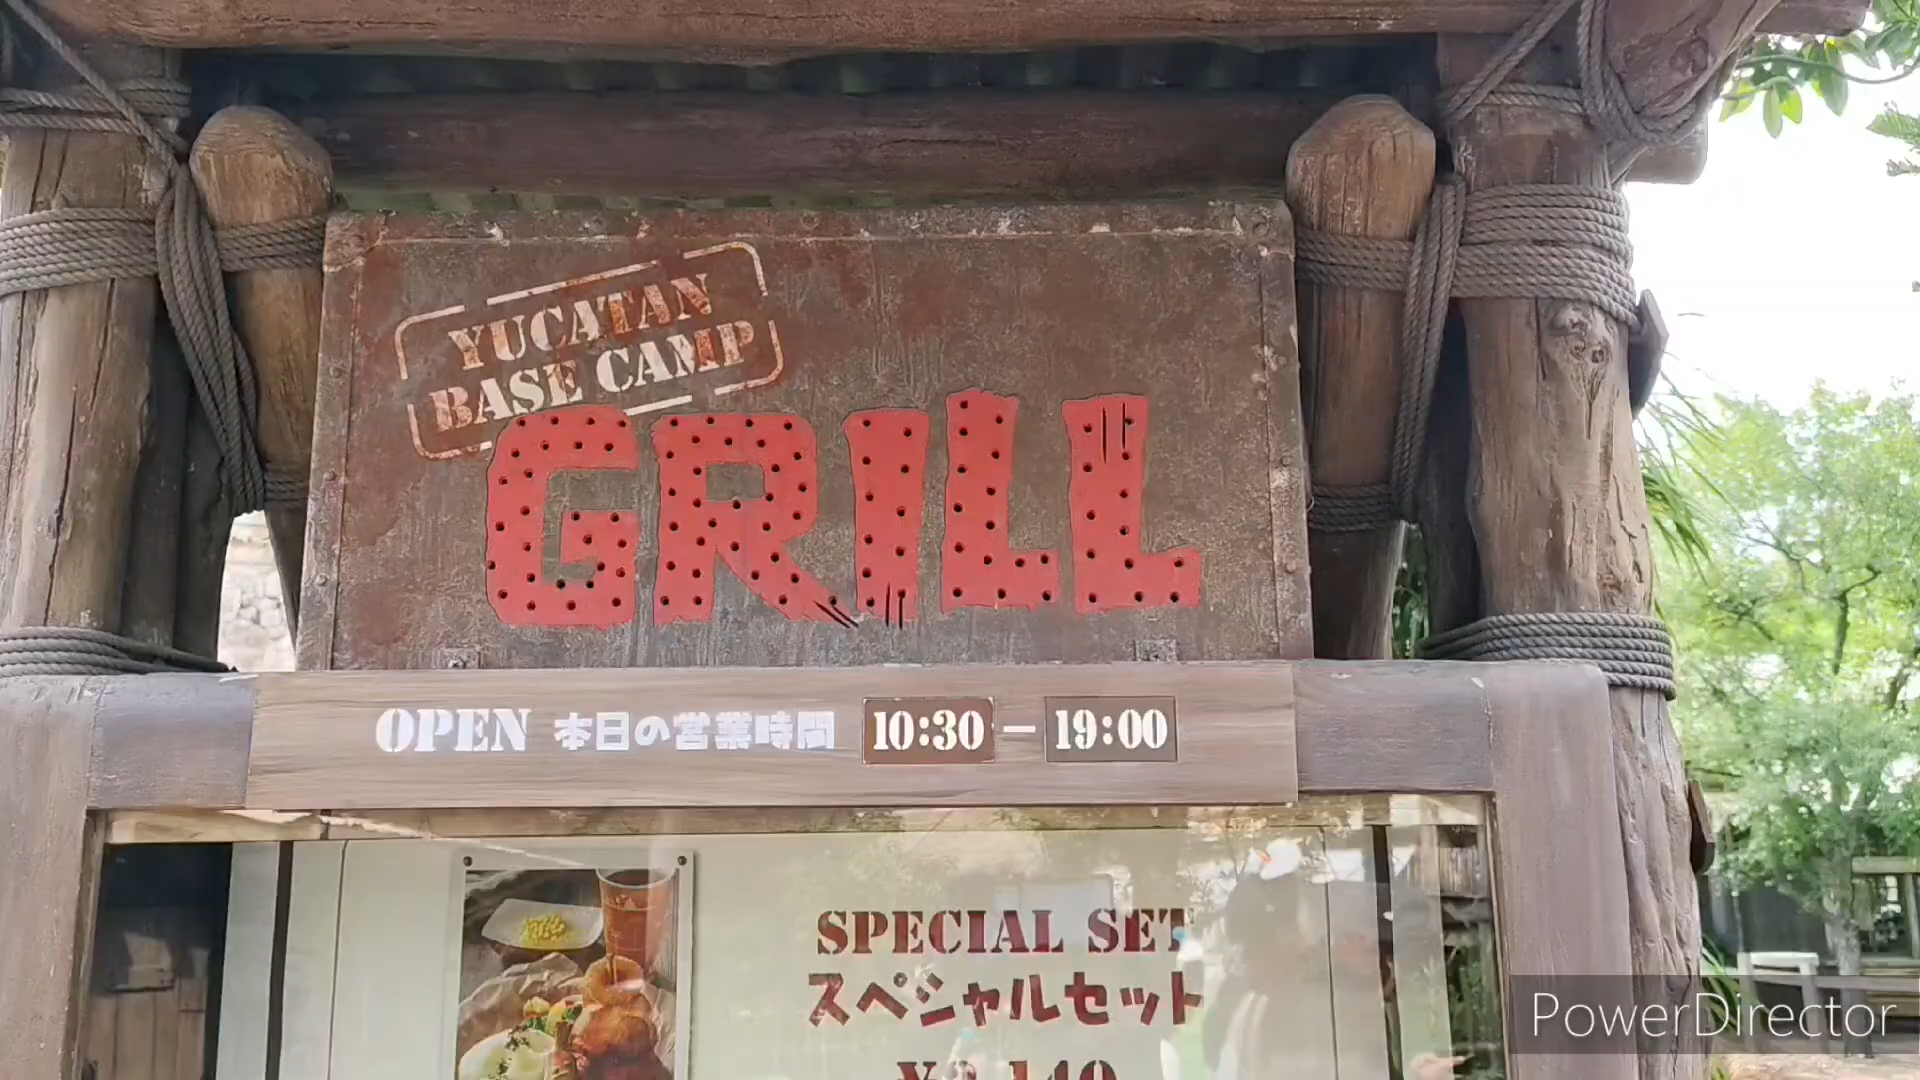 YUCATAN
BASE CAMP
GRILL
OPEN 本日の営業時間 10:30 — 19:00
SPECIAL SET
スペシャルセット
PowerDirector